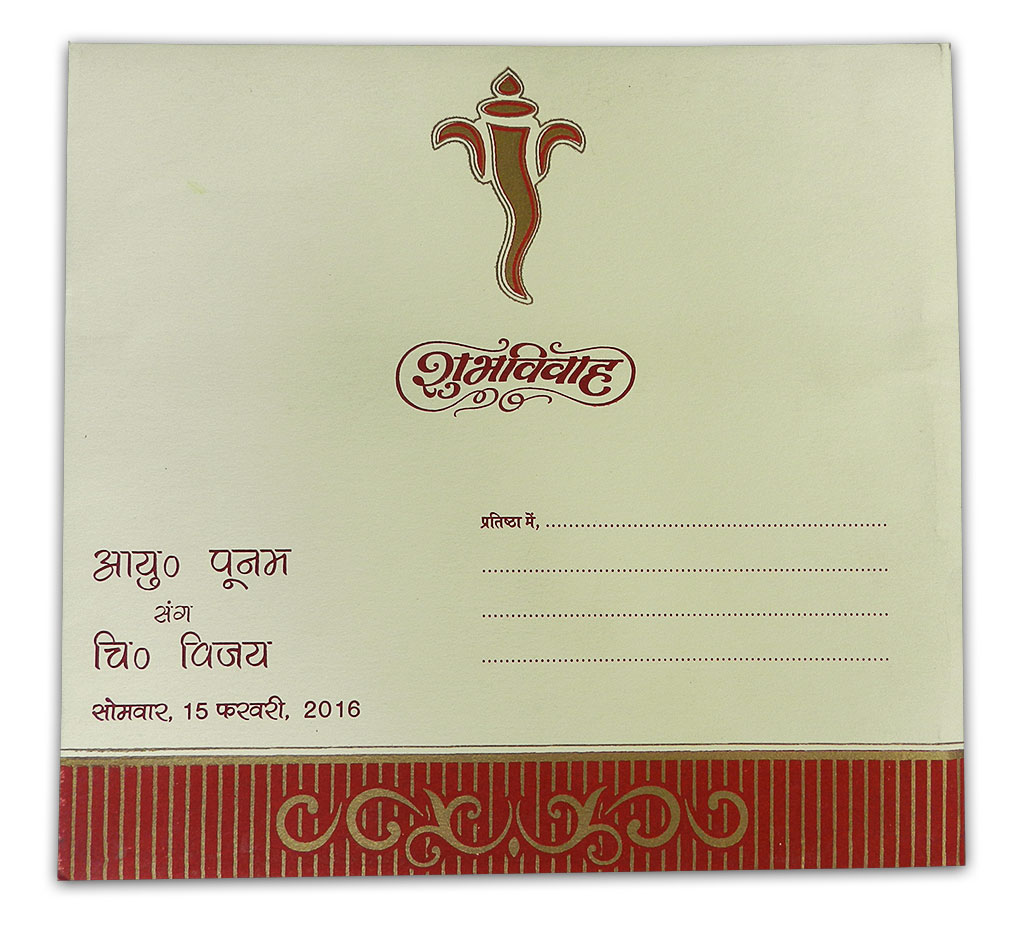 शुभविवाह
प्रतिष्ठा में, ........................................
आयु० पूनम
संग
चि० विजय
सोमवार, 15 फरवरी, 2016